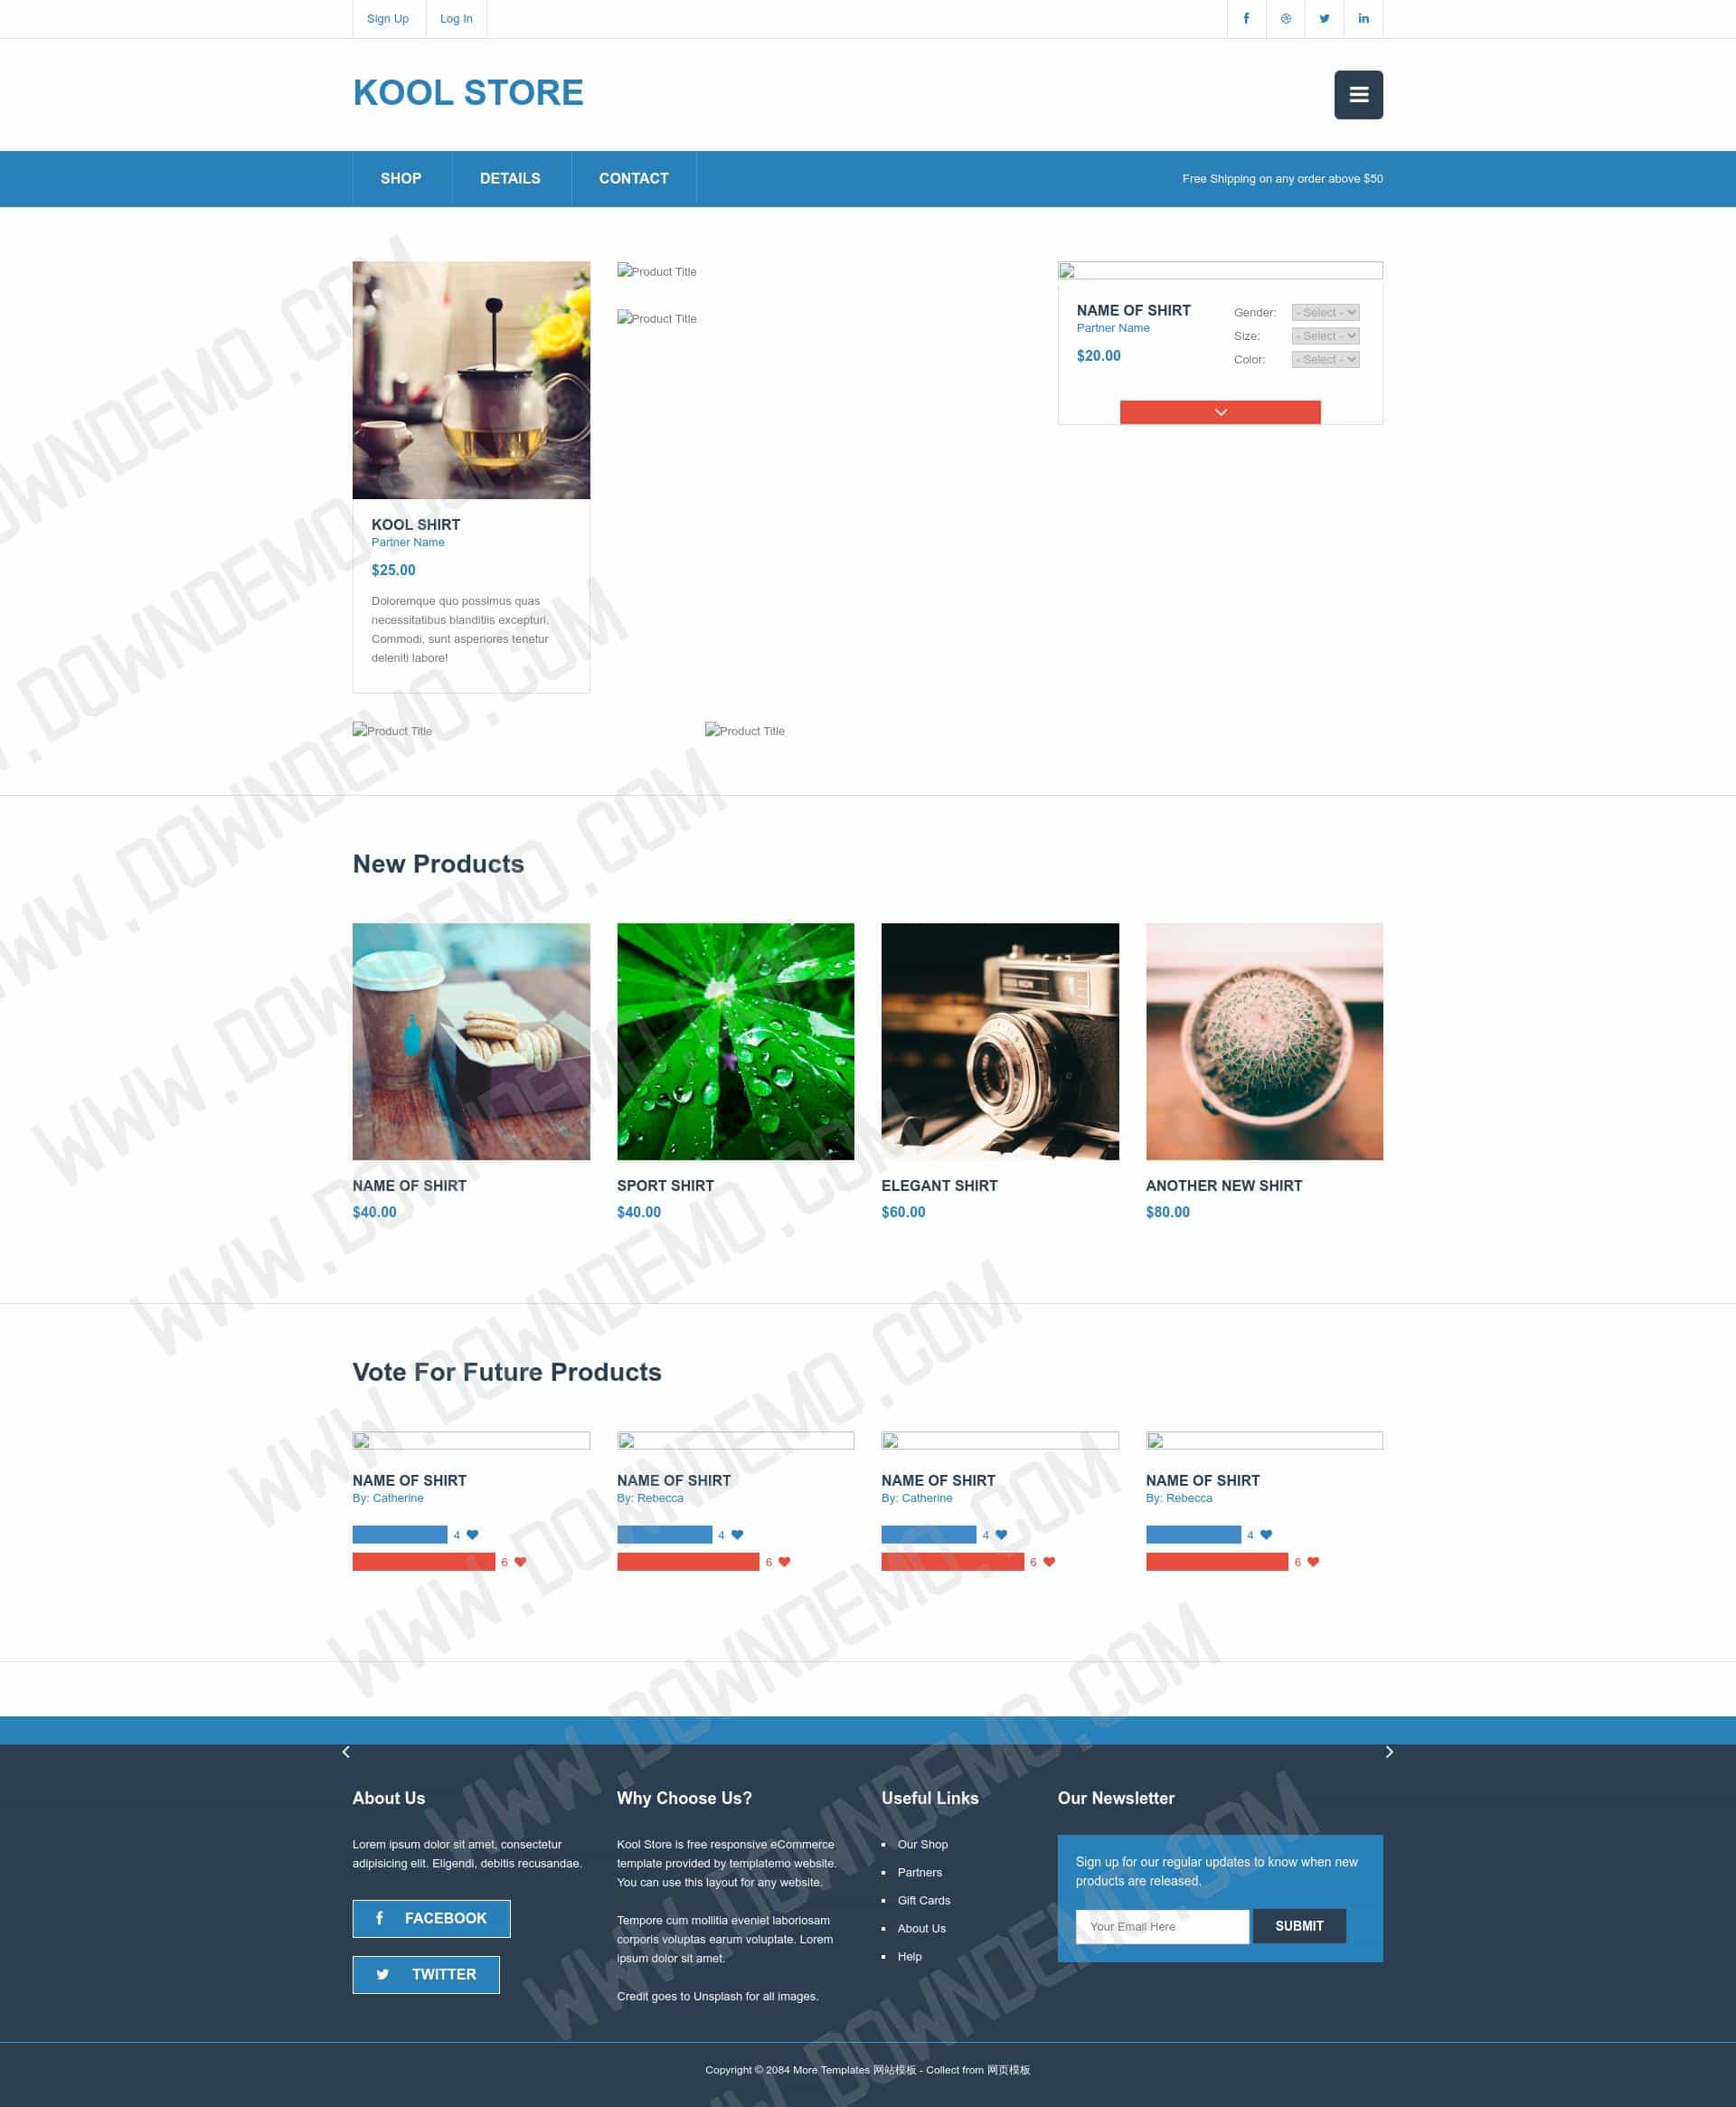 Sign Up
Log In
KOOL STORE
SHOP
DETAILS
CONTACT
Free Shipping on any order above $50
Product Title
Product Title
NAME OF SHIRT
Partner Name
$20.00
Gender: - Select -
Size: - Select -
Color: - Select -
KOOL SHIRT
Partner Name
$25.00
Doloremque quo possimus quas
necessitatibus blanditiis excepturi.
Commodi, sunt asperiores tenetur
deleniti labore!
Product Title
Product Title
New Products
NAME OF SHIRT
$40.00
SPORT SHIRT
$40.00
ELEGANT SHIRT
$60.00
ANOTHER NEW SHIRT
$80.00
Vote For Future Products
NAME OF SHIRT
By: Catherine
4
6
NAME OF SHIRT
By: Rebecca
4
6
NAME OF SHIRT
By: Catherine
4
6
NAME OF SHIRT
By: Rebecca
4
6
About Us
Lorem ipsum dolor sit amet, consectetur
adipisicing elit. Eligendi, debitis recusandae.
FACEBOOK
TWITTER
Why Choose Us?
Kool Store is free responsive eCommerce
template provided by templatemo website.
You can use this layout for any website.
Tempore cum mollitia eveniet laboriosam
corporis voluptas earum voluptate. Lorem
ipsum dolor sit amet.
Credit goes to Unsplash for all images.
Useful Links
Our Shop
Partners
Gift Cards
About Us
Help
Our Newsletter
Sign up for our regular updates to know when new
products are released.
Your Email Here
SUBMIT
Copyright © 2084 More Templates 网站模板 - Collect from 网页模板
WWW.DOWNDEMO.COM